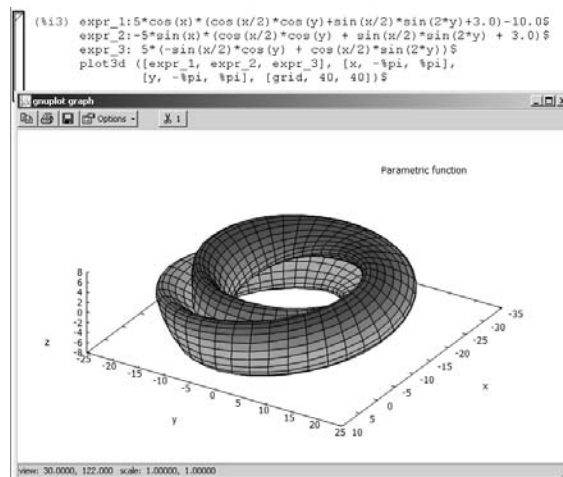 (%i3) expr_1:5*cos(x)*(cos(x/2)*cos(y)+sin(x/2)*sin(2*y)+3.0)-10.0$
expr_2:-5*sin(x)*(cos(x/2)*cos(y) + sin(x/2)*sin(2*y) + 3.0)$
expr_3: 5*(-sin(x/2)*cos(y) + cos(x/2)*sin(2*y))$
plot3d ([expr_1, expr_2, expr_3], [x, -%pi, %pi],
[y, -%pi, %pi], [grid, 40, 40])$
gnuplot graph
Options 1
Parametric function
8
6
4
2
0
-2
-4
-6
-8
z
-25 -20 -15 -10 -5 0 5 10 15 20 25
y
-35
-30
-25
-20
-15
-10
-5
0
5
10
x
view: 30.0000, 122.000 scale: 1.00000, 1.00000